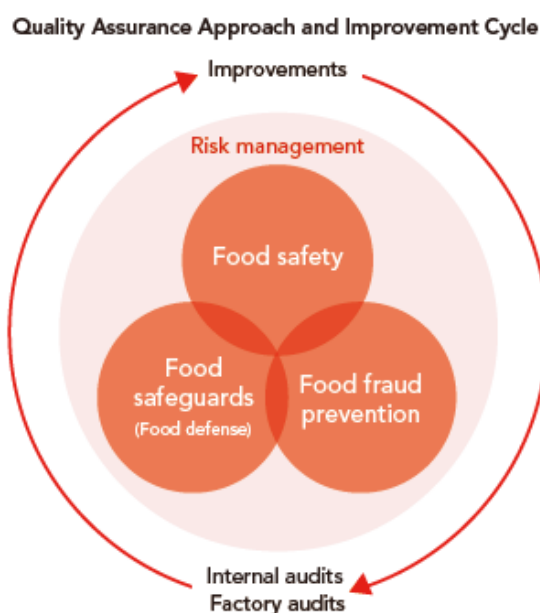 Quality Assurance Approach and Improvement Cycle
Improvements
Risk management
Food safety
Food
safeguards
(Food defense)
Food fraud
prevention
Internal audits
Factory audits